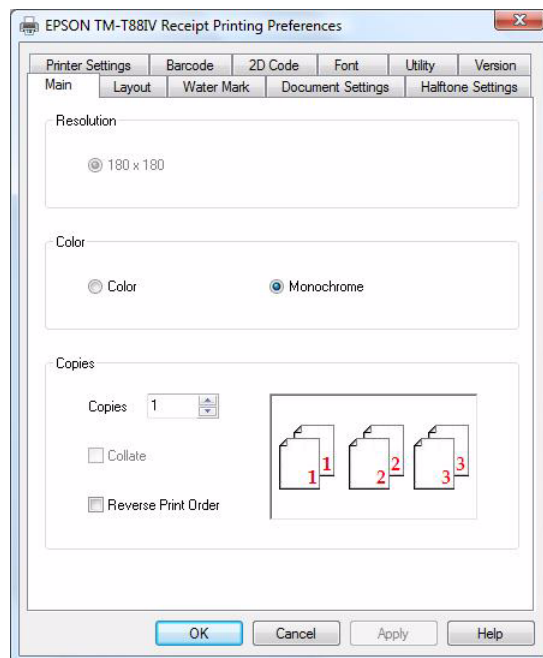 EPSON TM-T88IV Receipt Printing Preferences
Printer Settings Barcode 2D Code Font Utility Version
Main Layout Water Mark Document Settings Halftone Settings
Resolution
180 x 180
Color
Color Monochrome
Copies
Copies 1
Collate
1 1 2 2 3 3
Reverse Print Order
OK Cancel Apply Help